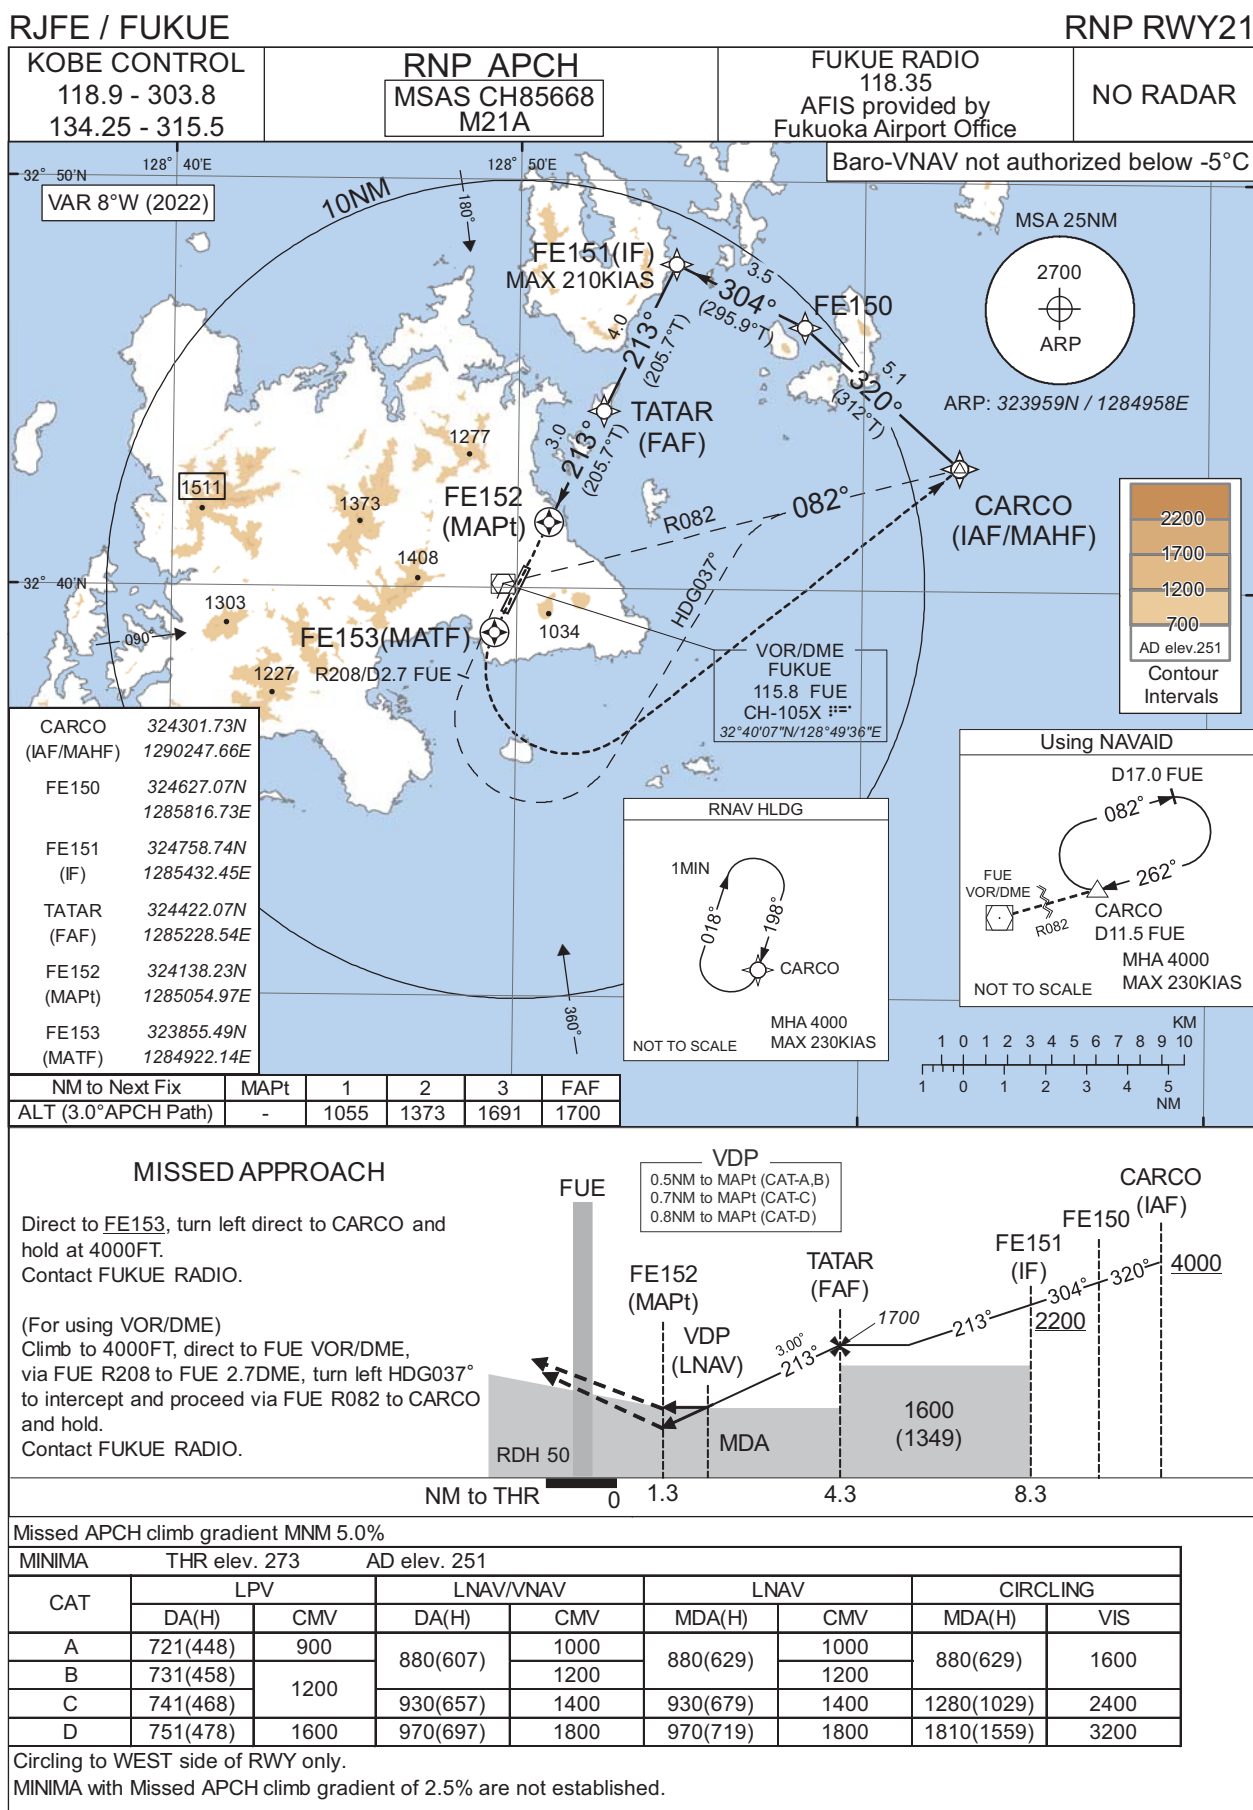 RJFE / FUKUE
RNP RWY21
KOBE CONTROL
118.9 - 303.8
134.25 - 315.5
RNP APCH
MSAS CH85668
M21A
FUKUE RADIO
118.35
AFIS provided by
Fukuoka Airport Office
NO RADAR
128° 40'E
128° 50'E
32° 50'N
Baro-VNAV not authorized below -5°C
VAR 8°W (2022)
10NM
180°
MSA 25NM
2700
ARP
ARP: 323959N / 1284958E
FE151(IF)
MAX 210KIAS
3.5
304°
(295.9°T)
FE150
4.0
213°
(205.7°T)
5.1
320°
(312°T)
TATAR
(FAF)
3.0
213°
(205.7°T)
1277
1511
1373
FE152
(MAPt)
R082
082°
CARCO
(IAF/MAHF)
1408
HDG037°
32° 40'N
1303
090°
FE153(MATF)
1034
R208/D2.7 FUE
1227
VOR/DME
FUKUE
115.8 FUE
CH-105X
32°40'07"N/128°49'36"E
2200
1700
1200
700
AD elev.251
Contour
Intervals
CARCO 324301.73N
(IAF/MAHF) 1290247.66E
FE150 324627.07N
1285816.73E
FE151 324758.74N
(IF) 1285432.45E
TATAR 324422.07N
(FAF) 1285228.54E
FE152 324138.23N
(MAPt) 1285054.97E
FE153 323855.49N
(MATF) 1284922.14E
360°
RNAV HLDG
1MIN
018°
198°
CARCO
MHA 4000
MAX 230KIAS
NOT TO SCALE
Using NAVAID
D17.0 FUE
082°
262°
FUE
VOR/DME
R082
CARCO
D11.5 FUE
MHA 4000
MAX 230KIAS
NOT TO SCALE
KM
1 0 1 2 3 4 5 6 7 8 9 10
1 0 1 2 3 4 5
NM
NM to Next Fix MAPt 1 2 3 FAF
ALT (3.0°APCH Path) - 1055 1373 1691 1700
MISSED APPROACH
Direct to FE153, turn left direct to CARCO and
hold at 4000FT.
Contact FUKUE RADIO.
(For using VOR/DME)
Climb to 4000FT, direct to FUE VOR/DME,
via FUE R208 to FUE 2.7DME, turn left HDG037°
to intercept and proceed via FUE R082 to CARCO
and hold.
Contact FUKUE RADIO.
VDP
0.5NM to MAPt (CAT-A,B)
0.7NM to MAPt (CAT-C)
0.8NM to MAPt (CAT-D)
FUE
FE152
(MAPt)
VDP
(LNAV)
TATAR
(FAF)
1700
FE151
(IF)
FE150
CARCO
(IAF)
4000
2200
320°
304°
213°
3.00°
213°
1600
(1349)
MDA
RDH 50
NM to THR 0 1.3 4.3 8.3
Missed APCH climb gradient MNM 5.0%
MINIMA THR elev. 273 AD elev. 251
CAT LPV LNAV/VNAV LNAV CIRCLING
DA(H) CMV DA(H) CMV MDA(H) CMV MDA(H) VIS
A 721(448) 900 880(607) 1000 880(629) 1000 880(629) 1600
B 731(458) 1200 1200 1200
C 741(468) 930(657) 1400 930(679) 1400 1280(1029) 2400
D 751(478) 1600 970(697) 1800 970(719) 1800 1810(1559) 3200
Circling to WEST side of RWY only.
MINIMA with Missed APCH climb gradient of 2.5% are not established.